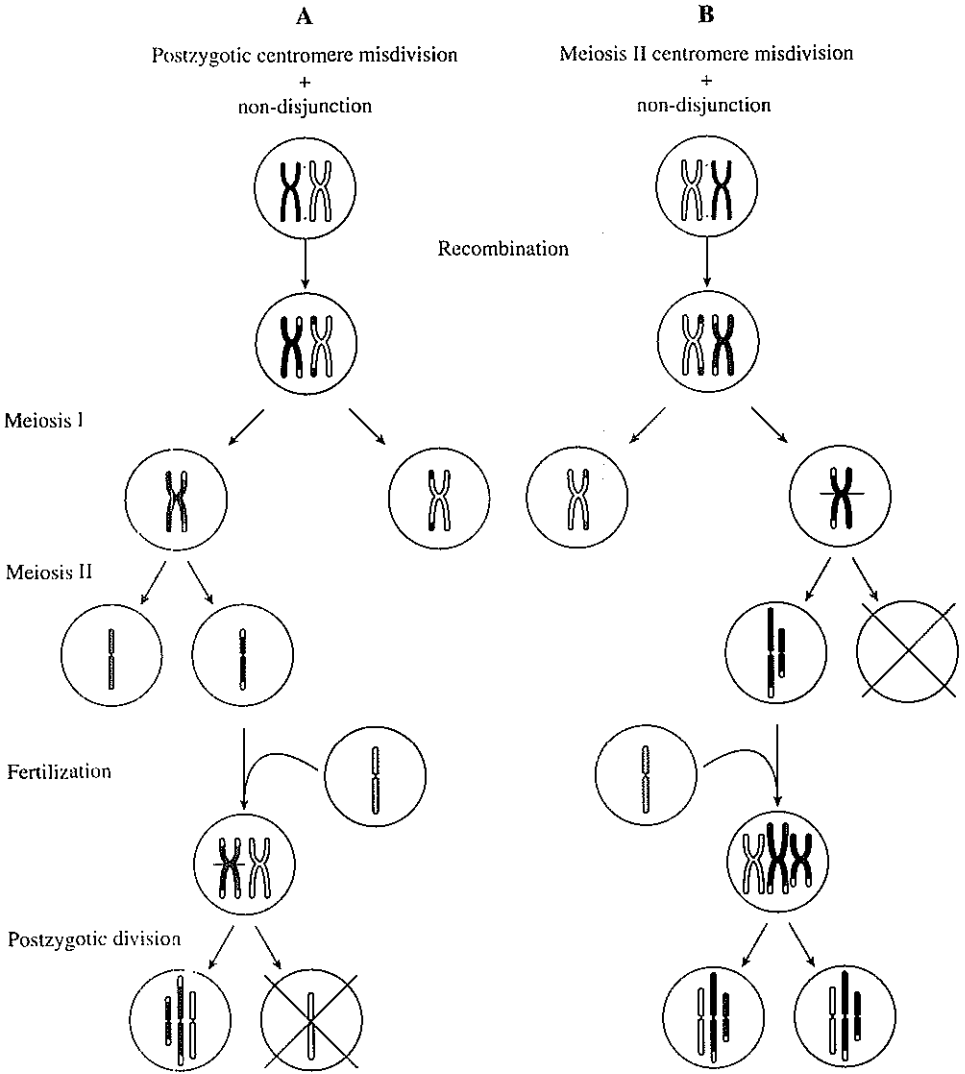 A
Postzygotic centromere misdivision
+
non-disjunction
B
Meiosis II centromere misdivision
+
non-disjunction
Recombination
Meiosis I
Meiosis II
Fertilization
Postzygotic division